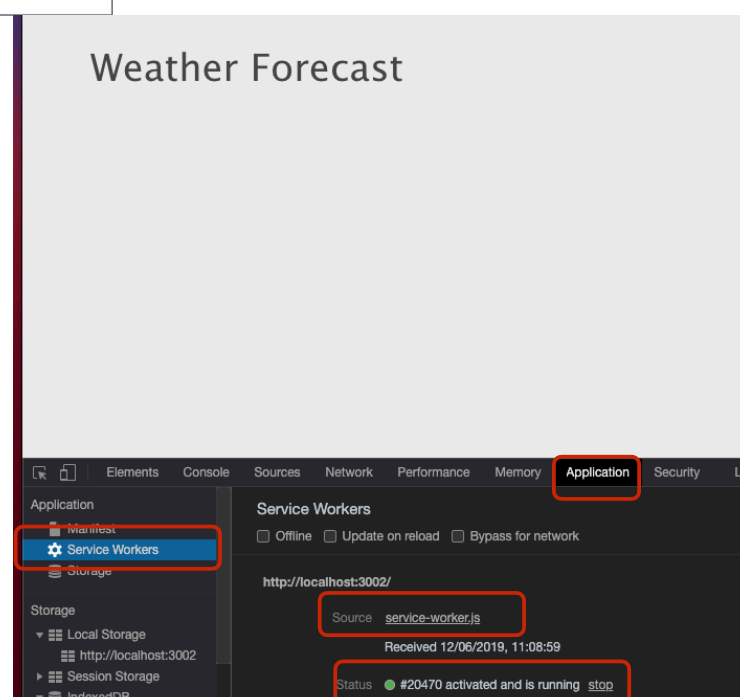 Weather Forecast
Elements Console Sources Network Performance Memory Application Security L
Application
Manifest
Service Workers
Storage
Storage
Local Storage
http://localhost:3002
Session Storage
IndexedDB
Service Workers
Offline Update on reload Bypass for network
http://localhost:3002/
Source service-worker.js
Received 12/06/2019, 11:08:59
Status #20470 activated and is running stop